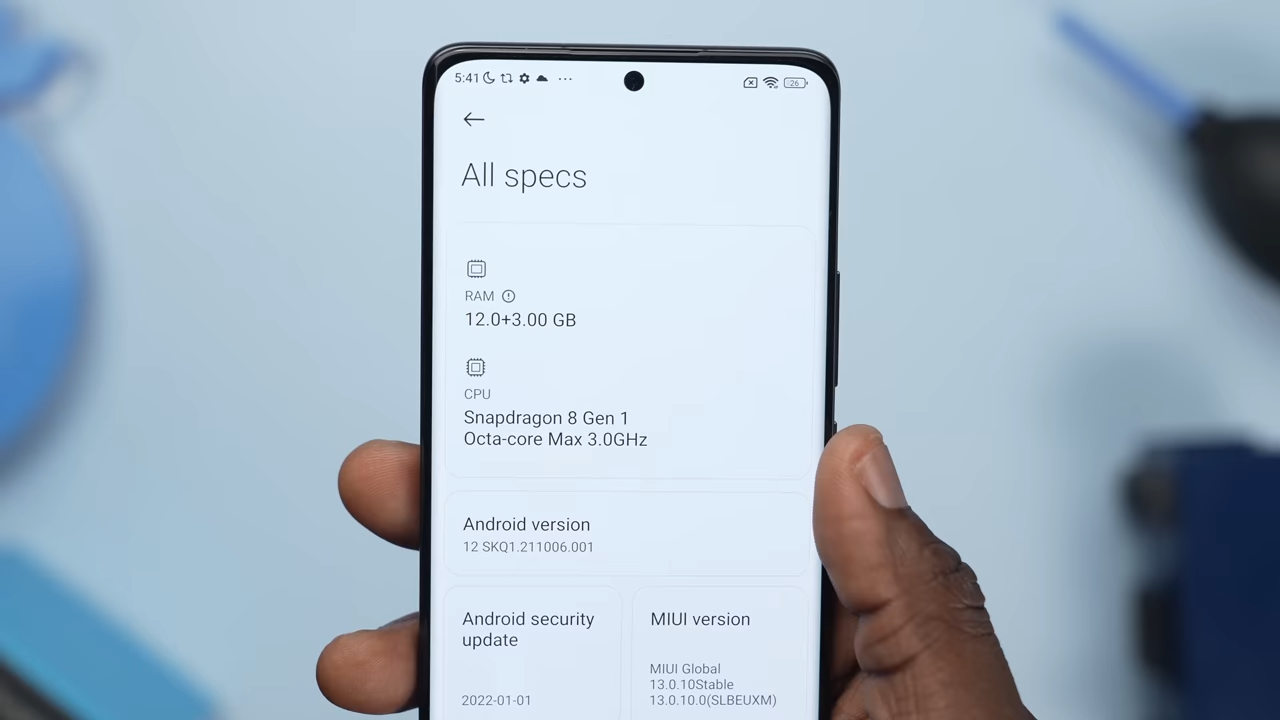 5:41
26
All specs
RAM
12.0+3.00 GB
CPU
Snapdragon 8 Gen 1
Octa-core Max 3.0GHz
Android version
12 SKQ1.211006.001
Android security
update
2022-01-01
MIUI version
MIUI Global
13.0.10Stable
13.0.10.0(SLBEUXM)